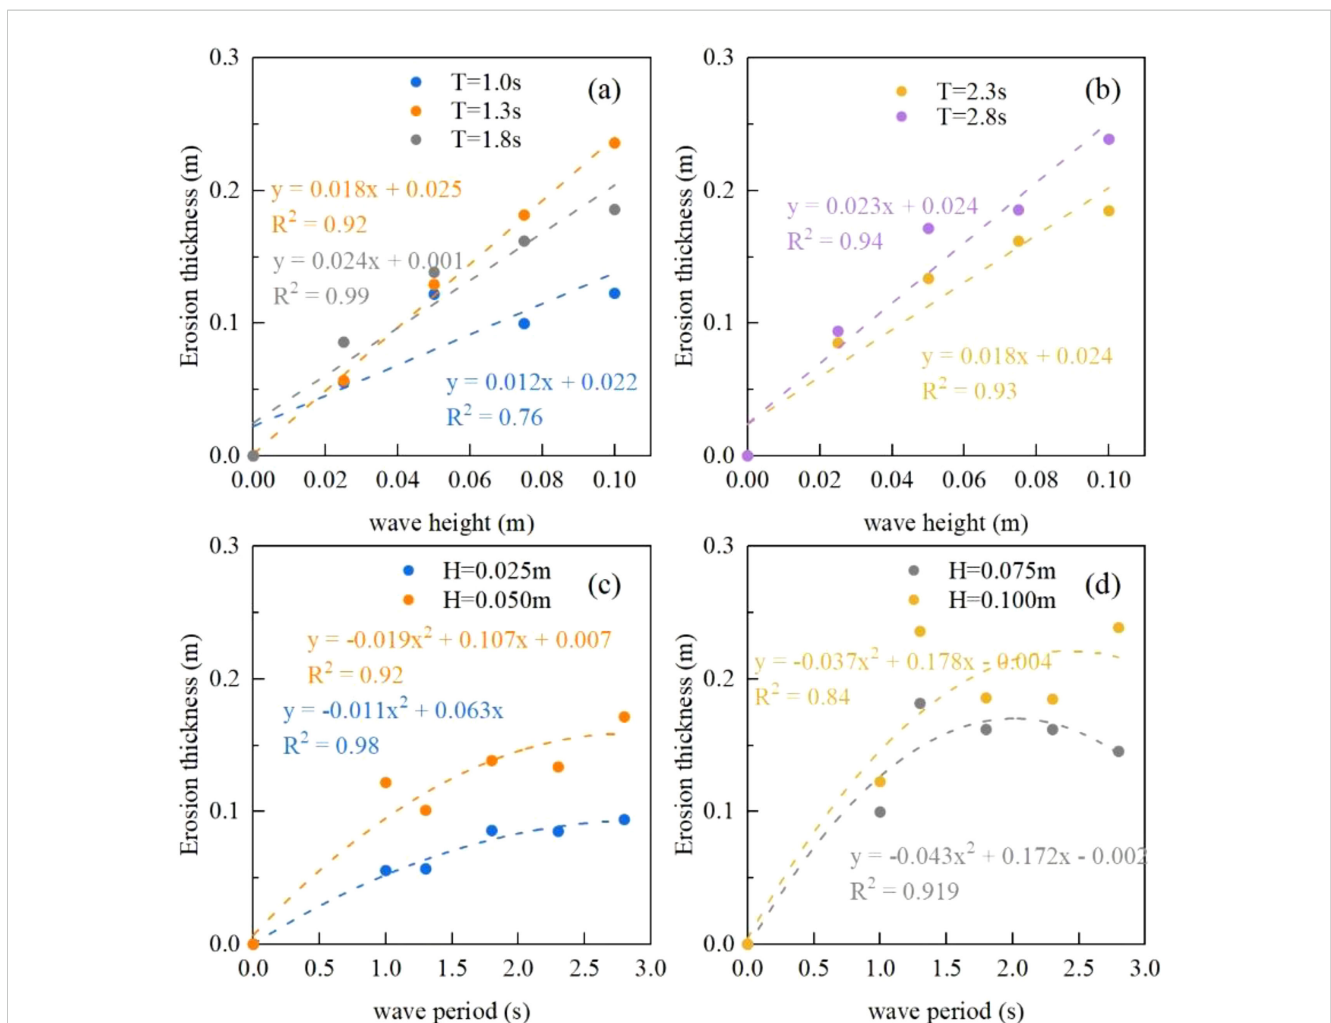 0.3
0.2
0.1
0.0
Erosion thickness (m)
T=1.0s
T=1.3s
T=1.8s
(a)
y = 0.018x + 0.025
R² = 0.92
y = 0.024x + 0.001
R² = 0.99
y = 0.012x + 0.022
R² = 0.76
0.00 0.02 0.04 0.06 0.08 0.10
wave height (m)
0.3
0.2
0.1
0.0
Erosion thickness (m)
T=2.3s
T=2.8s
(b)
y = 0.023x + 0.024
R² = 0.94
y = 0.018x + 0.024
R² = 0.93
0.00 0.02 0.04 0.06 0.08 0.10
wave height (m)
0.3
0.2
0.1
0.0
Erosion thickness (m)
H=0.025m
H=0.050m
(c)
y = -0.019x² + 0.107x + 0.007
R² = 0.92
y = -0.011x² + 0.063x
R² = 0.98
0.0 0.5 1.0 1.5 2.0 2.5 3.0
wave period (s)
0.3
0.2
0.1
0.0
Erosion thickness (m)
H=0.075m
H=0.100m
(d)
y = -0.037x² + 0.178x - 0.004
R² = 0.84
y = -0.043x² + 0.172x - 0.002
R² = 0.919
0.0 0.5 1.0 1.5 2.0 2.5 3.0
wave period (s)